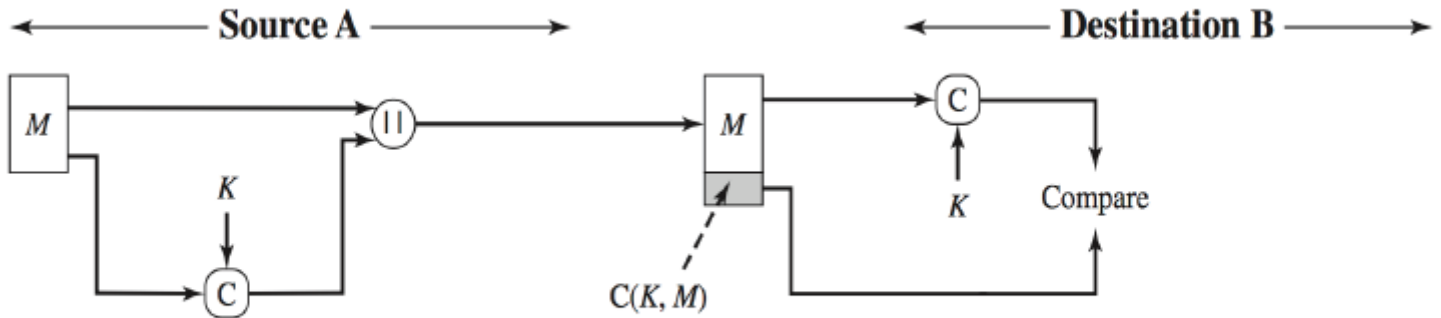 Source A
Destination B
M
||
M
C
K
K
Compare
C
C(K, M)